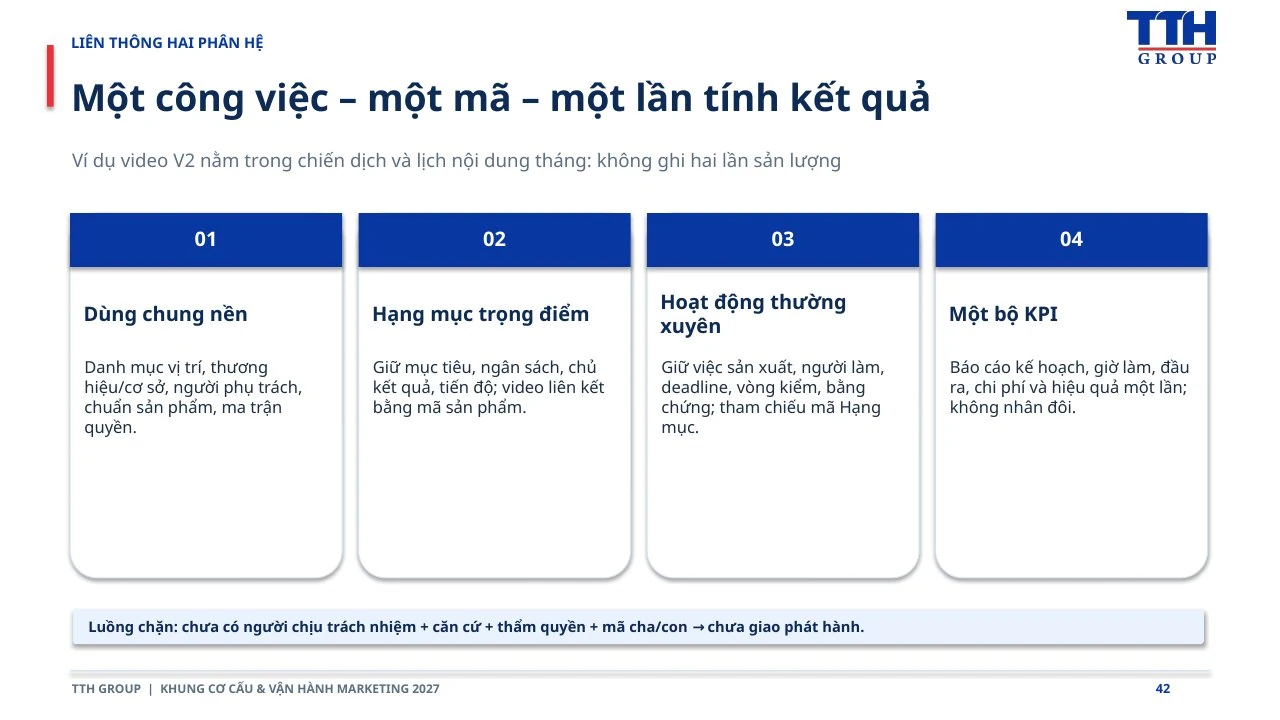 LIÊN THÔNG HAI PHÂN HỆ
TTH
GROUP
Một công việc – một mã – một lần tính kết quả
Ví dụ video V2 nằm trong chiến dịch và lịch nội dung tháng: không ghi hai lần sản lượng
01
Dùng chung nền
Danh mục vị trí, thương
hiệu/cơ sở, người phụ trách,
chuẩn sản phẩm, ma trận
quyền.
02
Hạng mục trọng điểm
Giữ mục tiêu, ngân sách, chủ
kết quả, tiến độ; video liên kết
bằng mã sản phẩm.
03
Hoạt động thường
xuyên
Giữ việc sản xuất, người làm,
deadline, vòng kiểm, bằng
chứng; tham chiếu mã Hạng
mục.
04
Một bộ KPI
Báo cáo kế hoạch, giờ làm, đầu
ra, chi phí và hiệu quả một lần;
không nhân đôi.
Luồng chặn: chưa có người chịu trách nhiệm + căn cứ + thẩm quyền + mã cha/con → chưa giao phát hành.
TTH GROUP | KHUNG CƠ CẤU & VẬN HÀNH MARKETING 2027
42